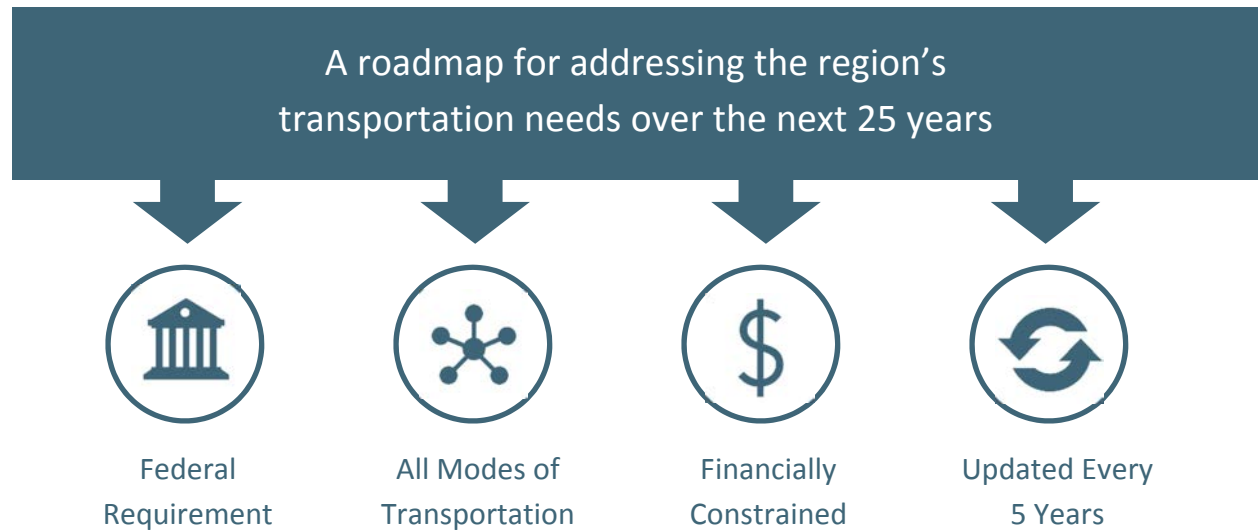 A roadmap for addressing the region’s
transportation needs over the next 25 years
Federal
Requirement
All Modes of
Transportation
Financially
Constrained
Updated Every
5 Years